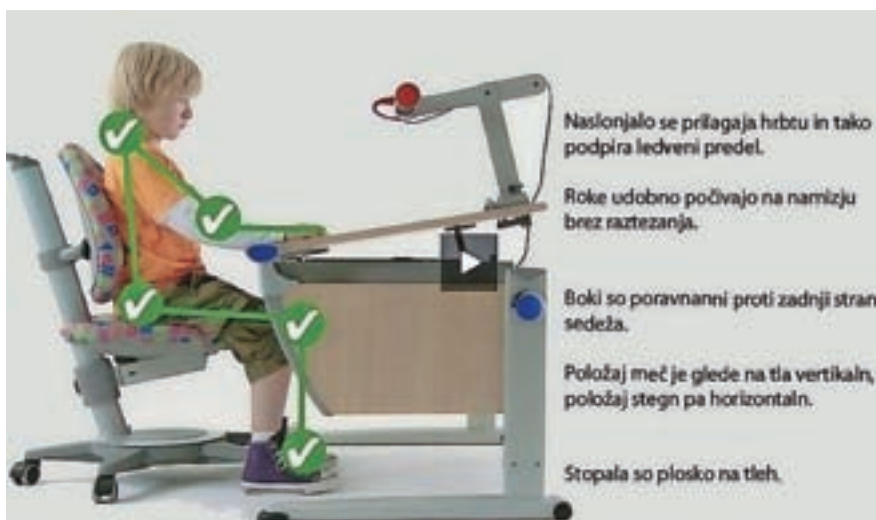 Naslonjalo se prilagaja hrbtu in tako
podpira ledveni predel.
Roke udobno počivajo na namizju
brez raztezanja.
Boki so poravnanni proti zadnji stran
sedeža.
Položaj meč je glede na tla vertikaln,
položaj stegn pa horizontaln.
Stopala so plosko na tleh.